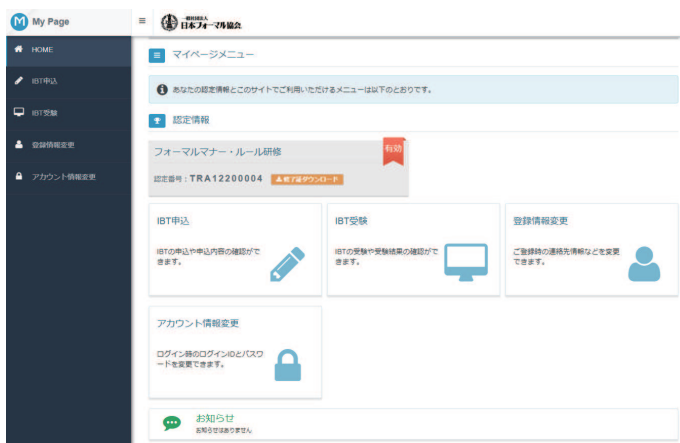 M My Page
一般社団法人
日本フォーマル協会
HOME
IBT申込
IBT受験
登録情報変更
アカウント情報変更
マイページメニュー
あなたの認定情報とこのサイトでご利用いただけるメニューは以下のとおりです。
認定情報
フォーマルマナー・ルール研修
有効
認定番号:TRA12200004 修了証ダウンロード
IBT申込
IBTの申込や申込内容の確認がで
きます。
IBT受験
IBTの受験や受験結果の確認がで
きます。
登録情報変更
ご登録時の連絡先情報などを変更
できます。
アカウント情報変更
ログイン時のログインIDとパスワ
ードを変更できます。
お知らせ
お知らせはありません